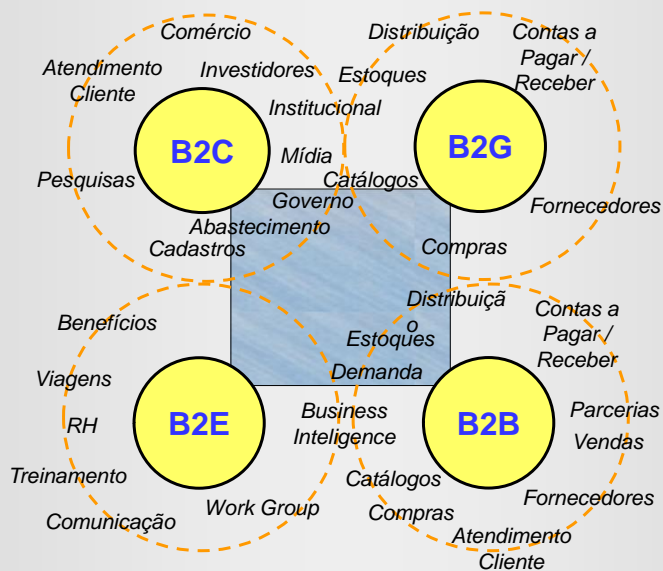 Comércio
Atendimento
Cliente
Investidores
Institucional
B2C
Mídia
Pesquisas
Governo
Abastecimento
Cadastros
Distribuição
Contas a
Pagar /
Receber
Estoques
B2G
Catálogos
Fornecedores
Compras
Benefícios
Viagens
B2E
RH
Business
Inteligence
Treinamento
Work Group
Comunicação
Distribuiçã
o
Contas a
Pagar /
Receber
Estoques
Demanda
B2B
Parcerias
Vendas
Catálogos
Fornecedores
Compras
Atendimento
Cliente